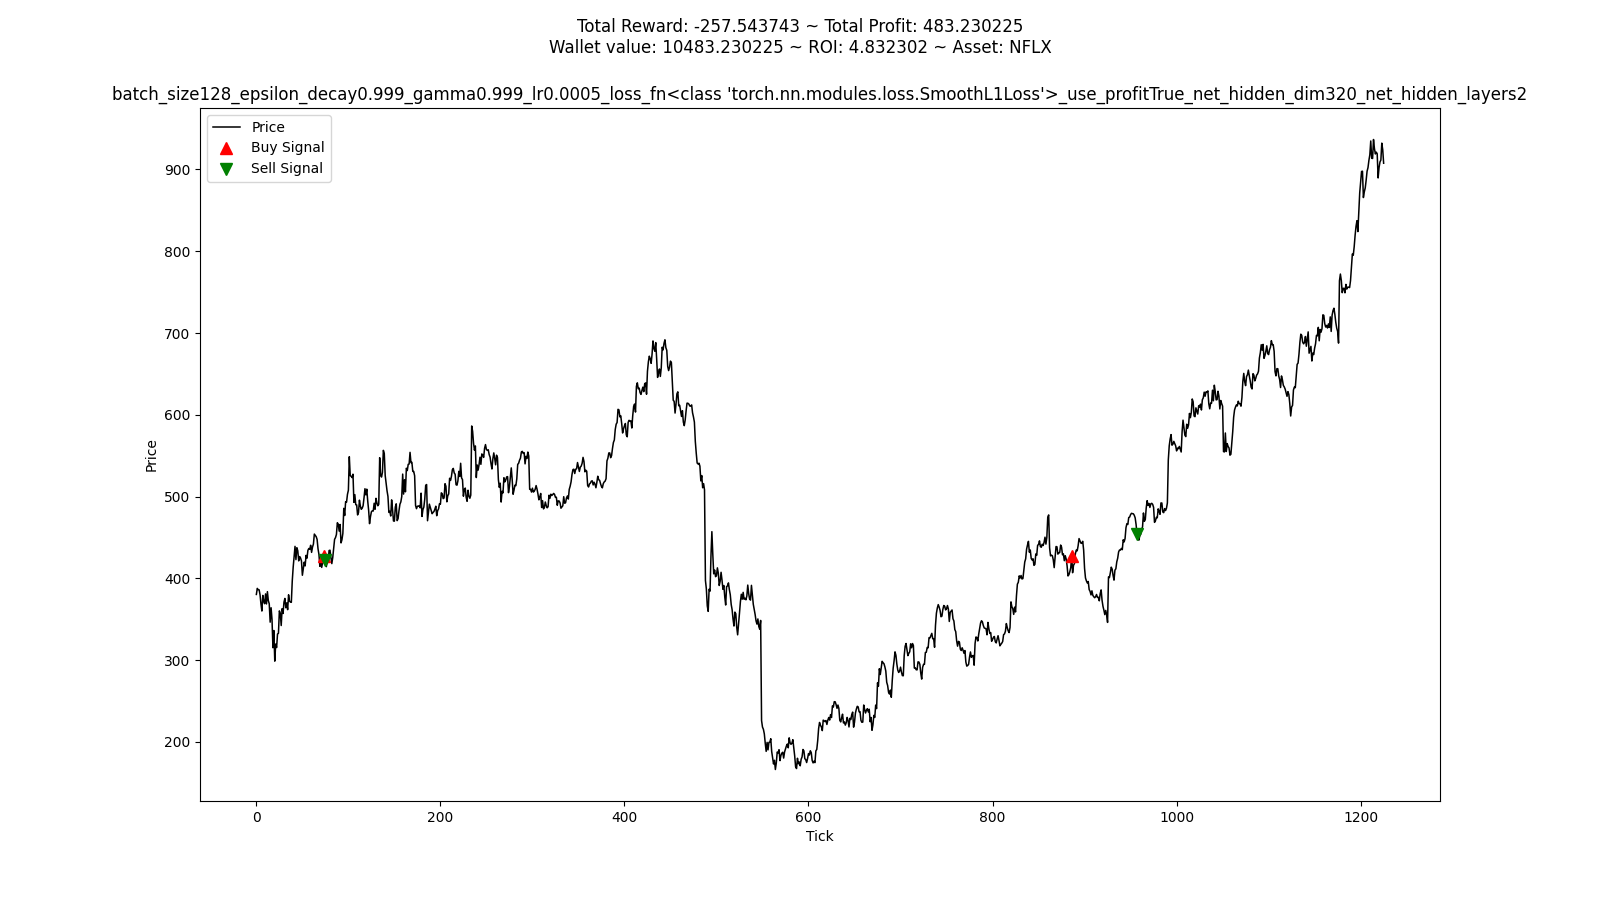 Total Reward: -257.543743 ~ Total Profit: 483.230225
Wallet value: 10483.230225 ~ ROI: 4.832302 ~ Asset: NFLX
batch_size128_epsilon_decay0.999_gamma0.999_lr0.0005_loss_fn<class 'torch.nn.modules.loss.SmoothL1Loss'>_use_profitTrue_net_hidden_dim320_net_hidden_layers2
Price
Buy Signal
Sell Signal
900
800
700
600
500
400
300
200
Price
0 200 400 600 800 1000 1200
Tick